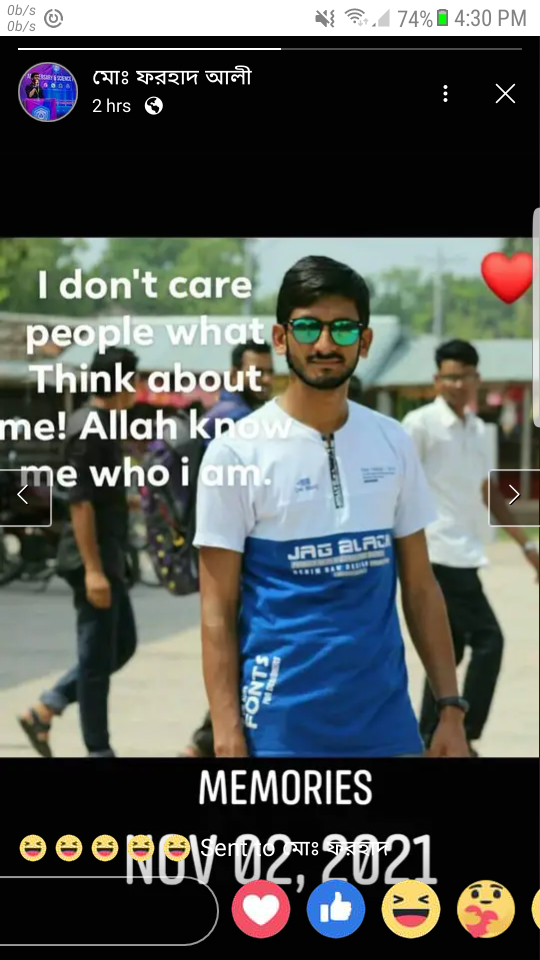 0b/s
0b/s
74% 4:30 PM
মোঃ ফরহাদ আলী
2 hrs
I don't care
people what
Think about
me! Allah know
me who i am.
JAG BLACK
FONTS
MEMORIES
Sent to মোঃ ফরহাদ
NOV 02, 2021